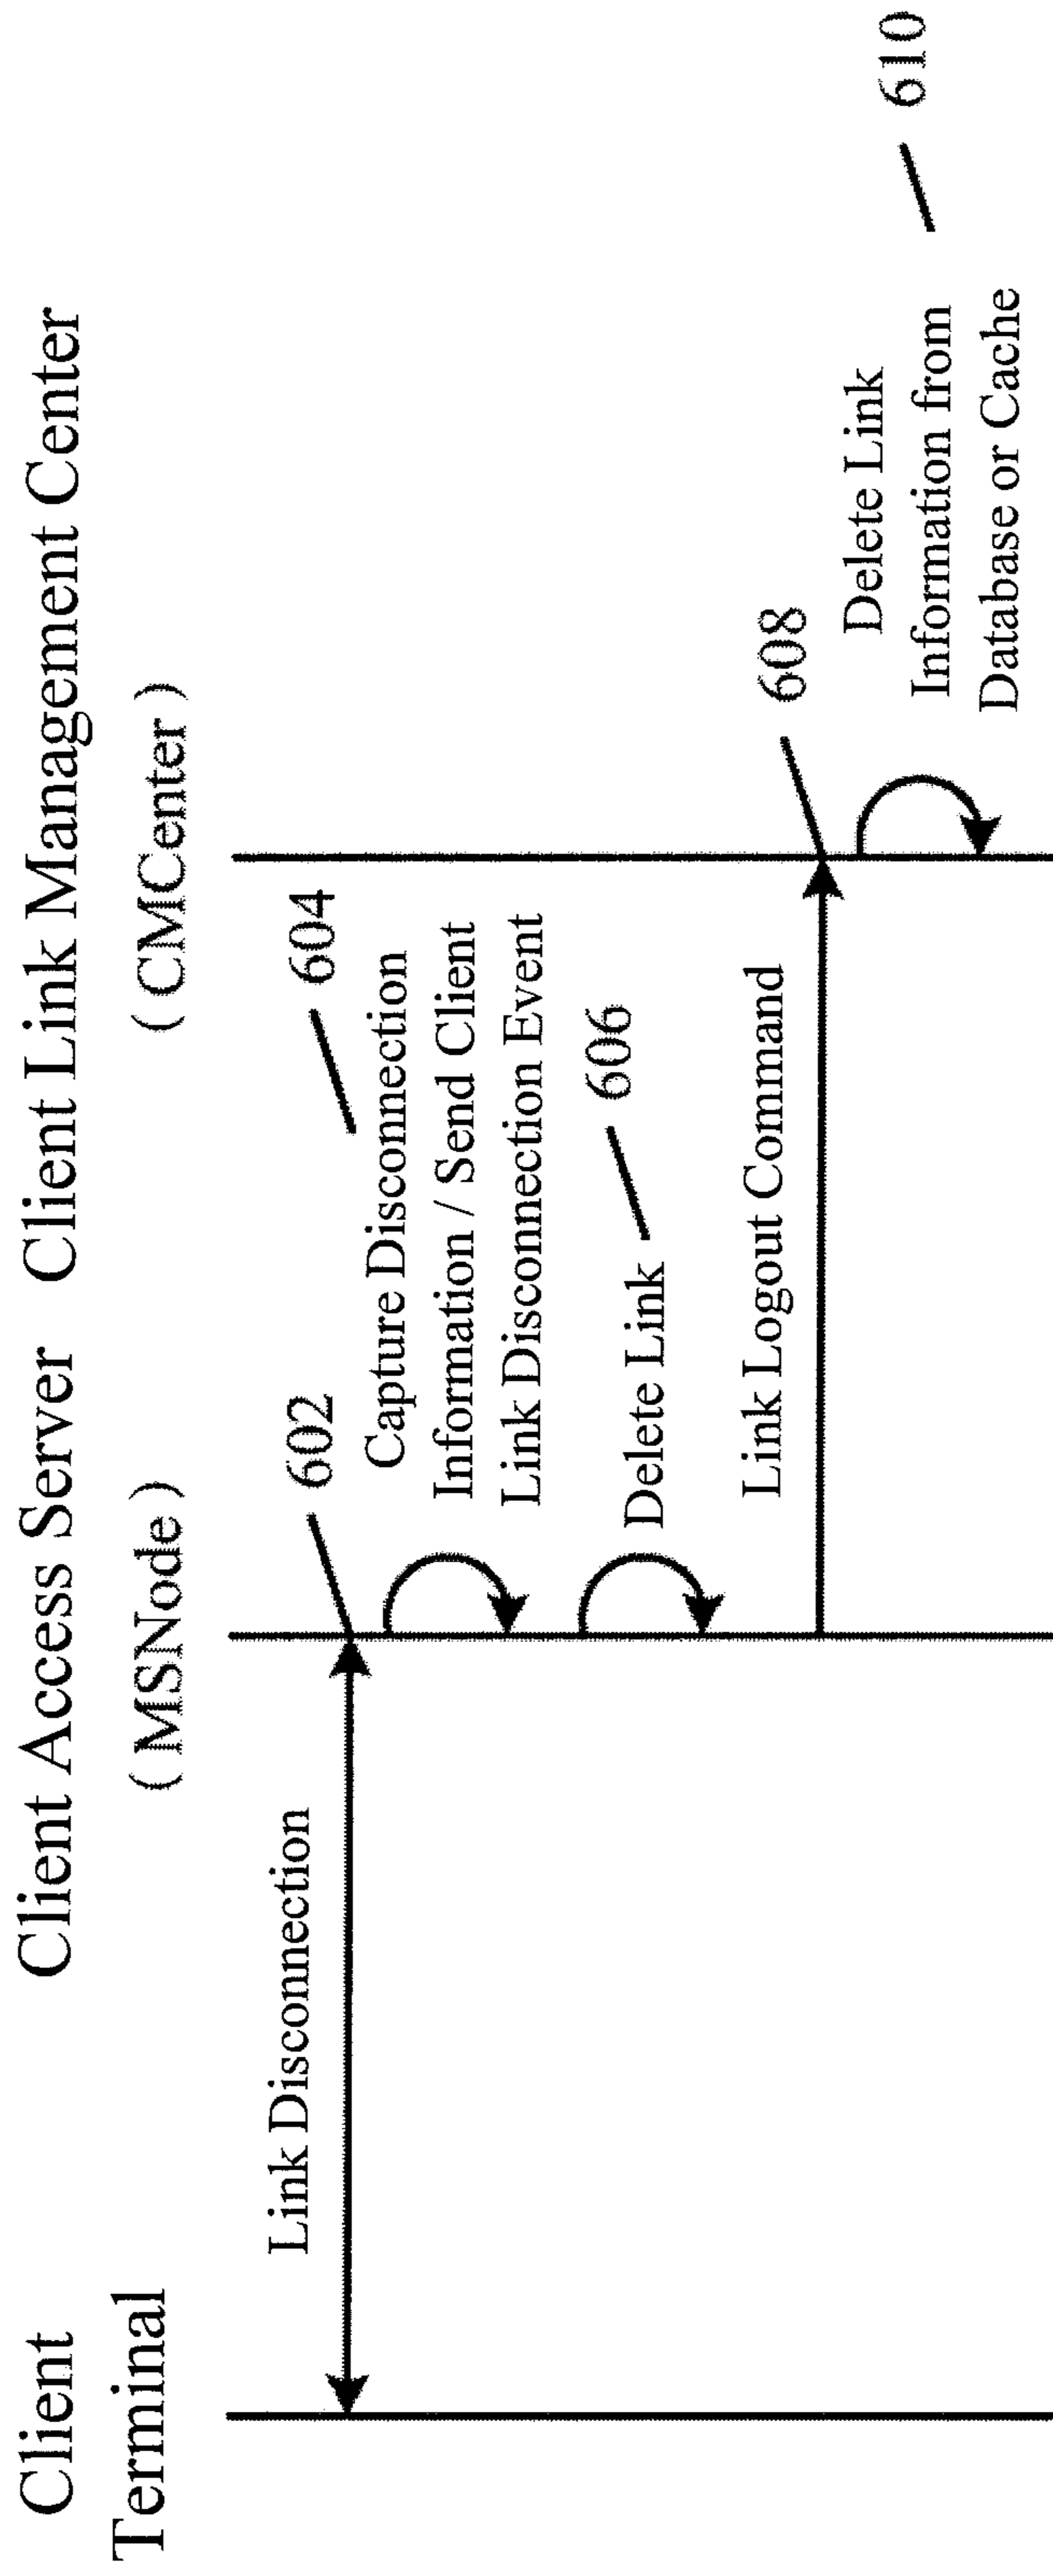 Client
Terminal
Client Access Server
( MSNode )
Client Link Management Center
( CMCenter )
Link Disconnection
602
604
Capture Disconnection
Information / Send Client
Link Disconnection Event
606
Delete Link
Link Logout Command
608
Delete Link
Information from
Database or Cache
610